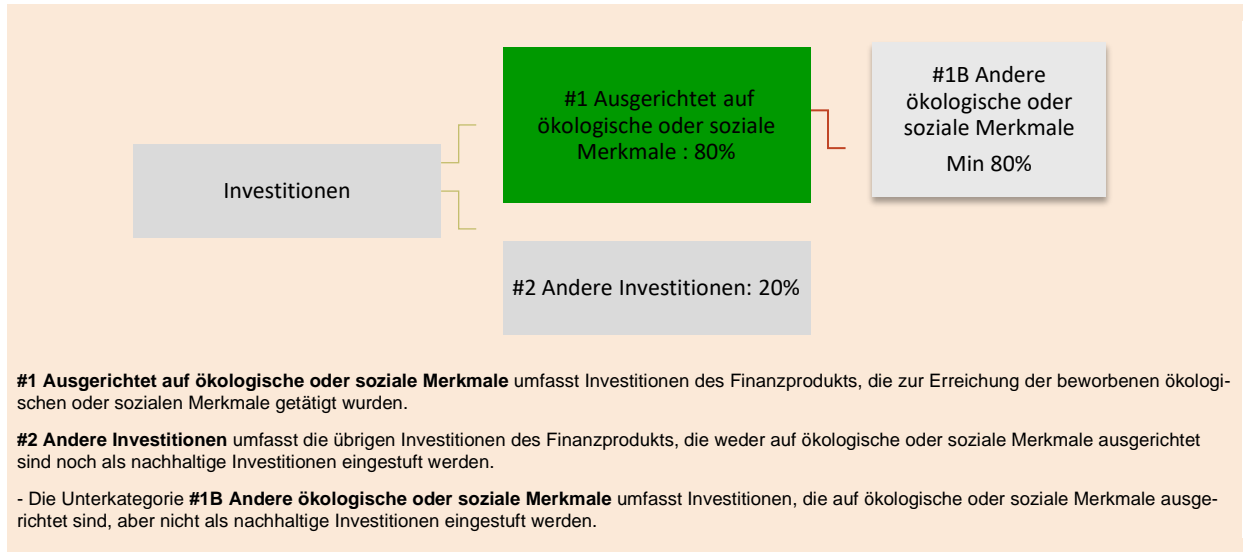 Investitionen
#1 Ausgerichtet auf
ökologische oder soziale
Merkmale : 80%
#1B Andere
ökologische oder
soziale Merkmale
Min 80%
#2 Andere Investitionen: 20%
#1 Ausgerichtet auf ökologische oder soziale Merkmale umfasst Investitionen des Finanzprodukts, die zur Erreichung der beworbenen ökologi-
schen oder sozialen Merkmale getätigt wurden.
#2 Andere Investitionen umfasst die übrigen Investitionen des Finanzprodukts, die weder auf ökologische oder soziale Merkmale ausgerichtet
sind noch als nachhaltige Investitionen eingestuft werden.
- Die Unterkategorie #1B Andere ökologische oder soziale Merkmale umfasst Investitionen, die auf ökologische oder soziale Merkmale ausge-
richtet sind, aber nicht als nachhaltige Investitionen eingestuft werden.